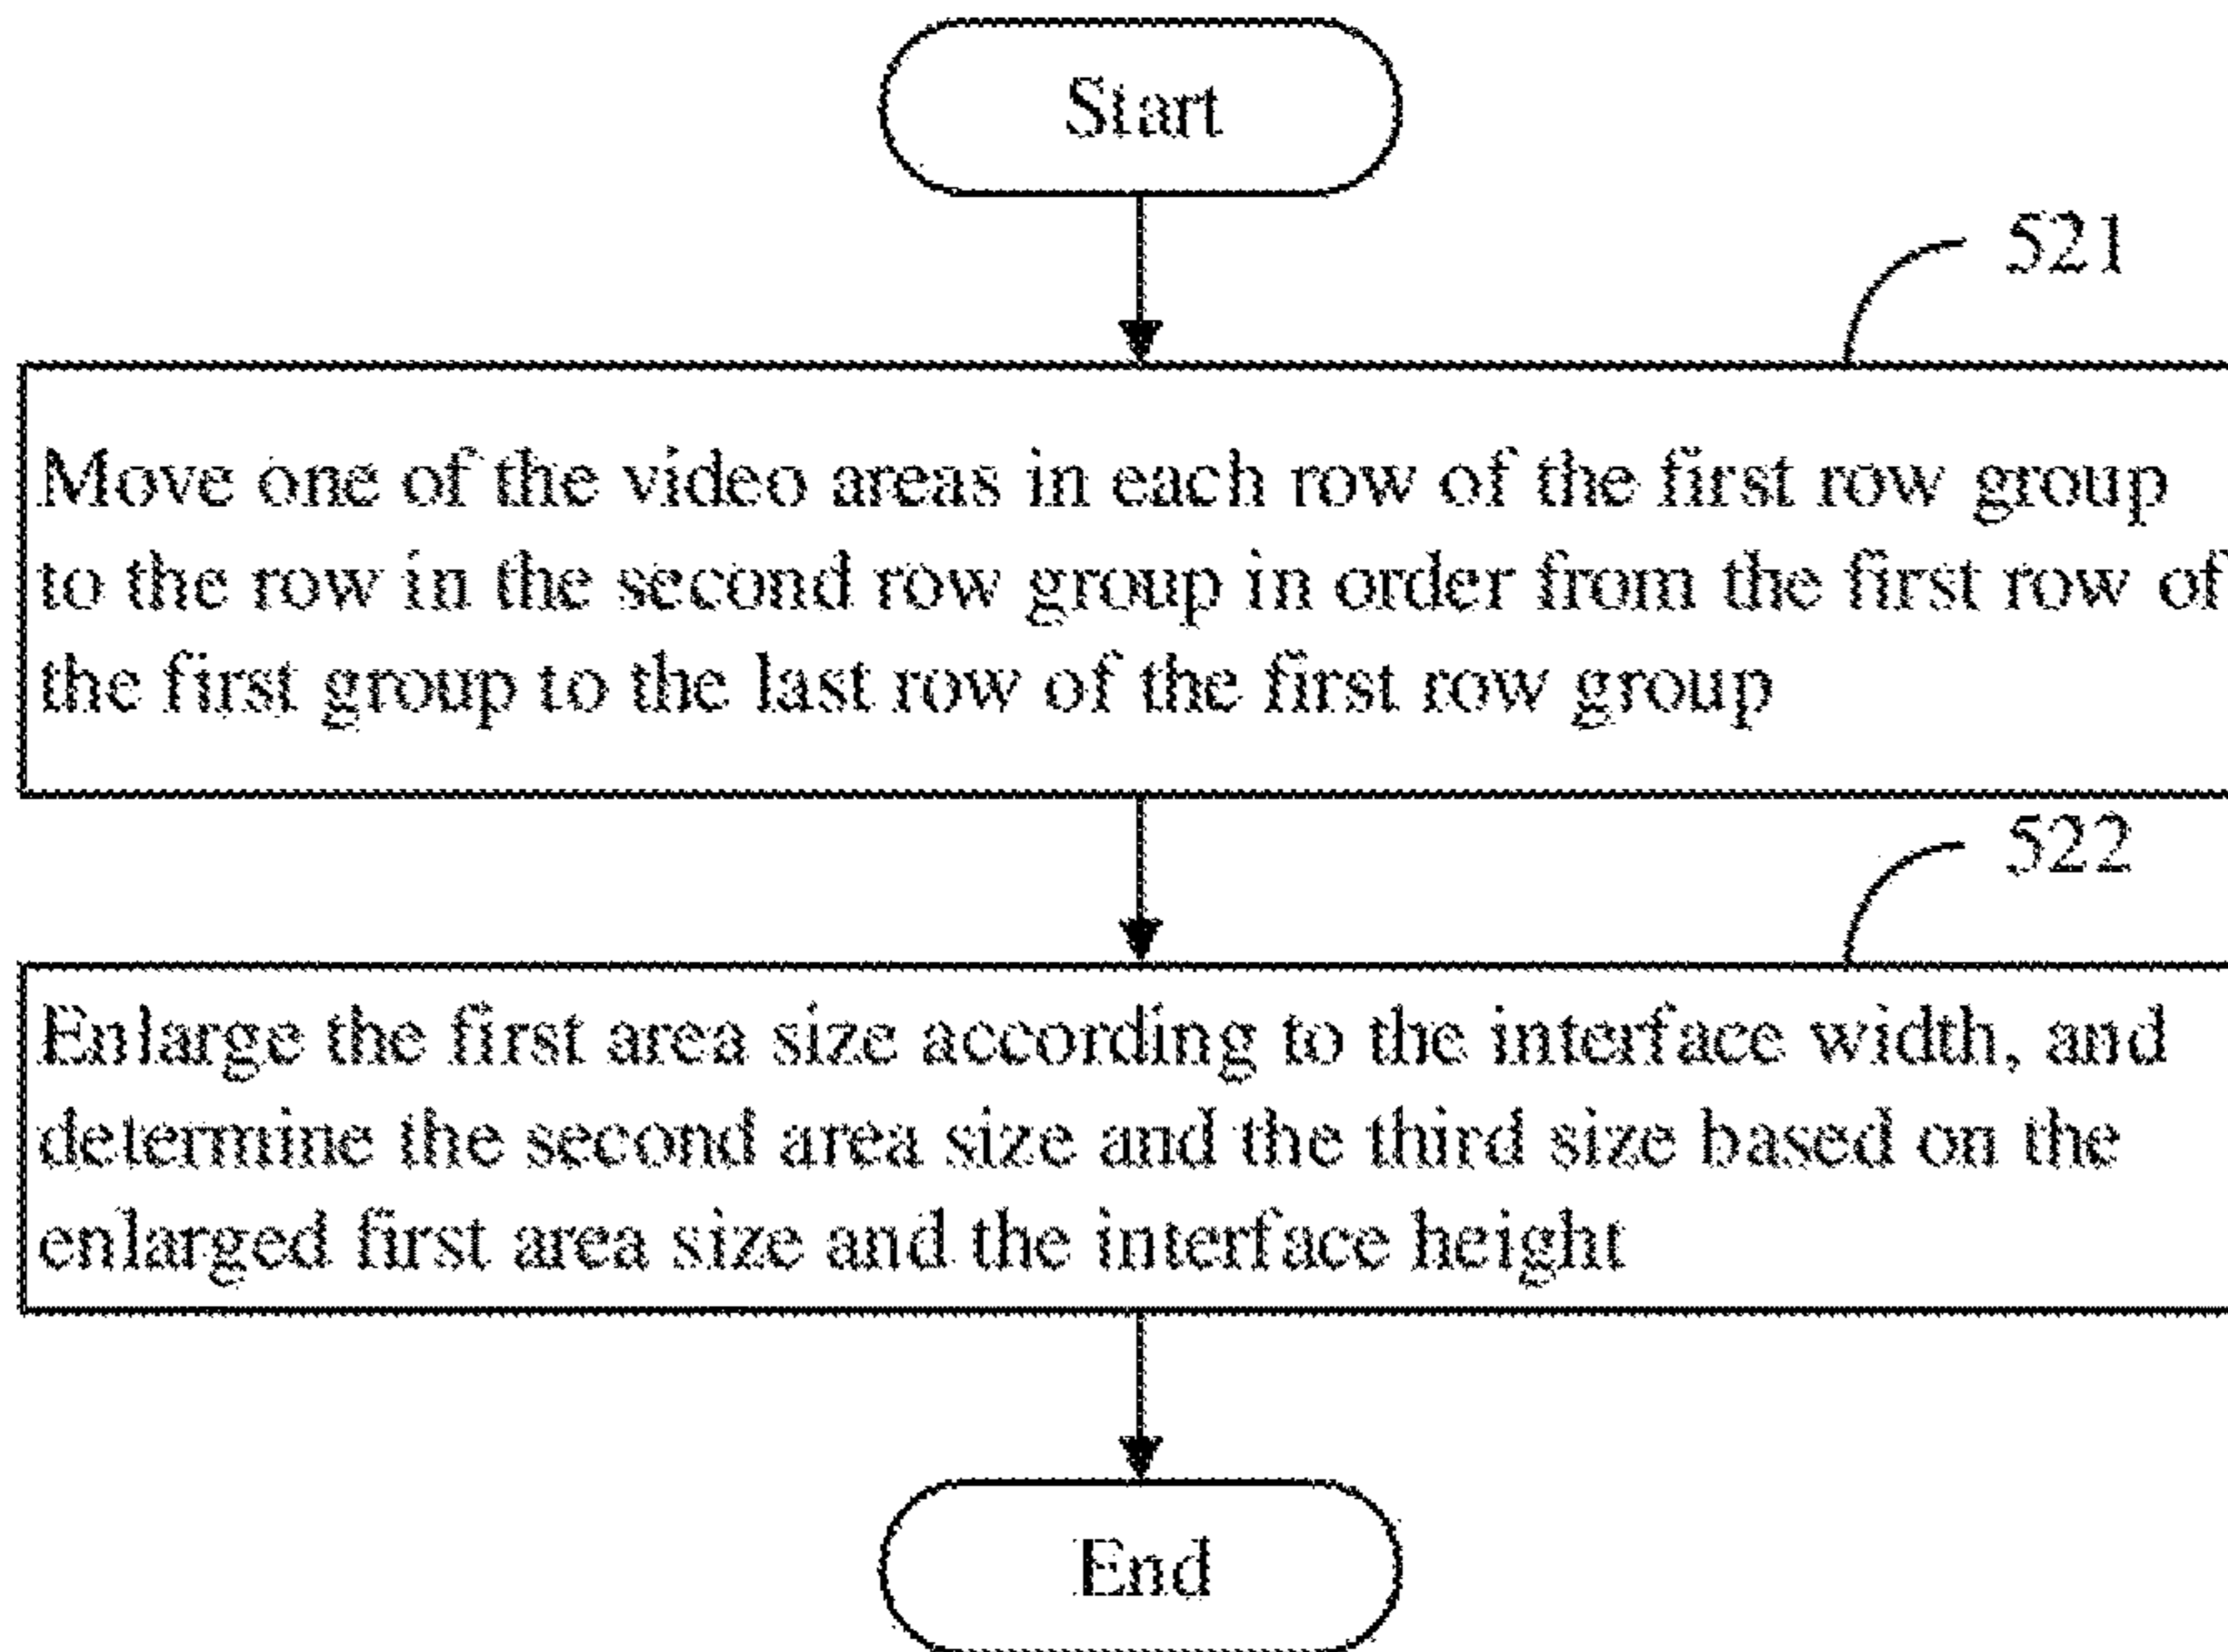 Start
521
Move one of the video areas in each row of the first row group
to the row in the second row group in order from the first row of
the first group to the last row of the first row group
522
Enlarge the first area size according to the interface width, and
determine the second area size and the third size based on the
enlarged first area size and the interface height
End